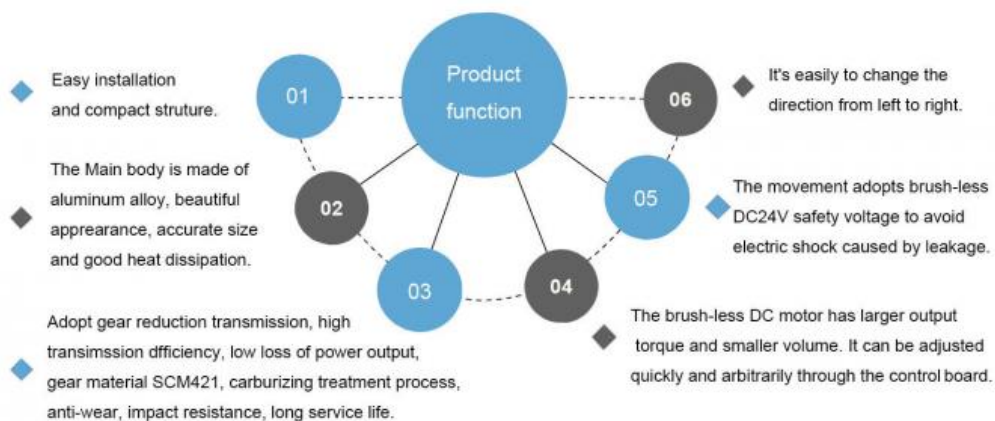 Product
function
01
Easy installation
and compact struture.
02
The Main body is made of
aluminum alloy, beautiful
apprearance, accurate size
and good heat dissipation.
03
Adopt gear reduction transmission, high
transimssion dfficiency, low loss of power output,
gear material SCM421, carburizing treatment process,
anti-wear, impact resistance, long service life.
04
The brush-less DC motor has larger output
torque and smaller volume. It can be adjusted
quickly and arbitrarily through the control board.
05
The movement adopts brush-less
DC24V safety voltage to avoid
electric shock caused by leakage.
06
It's easily to change the
direction from left to right.